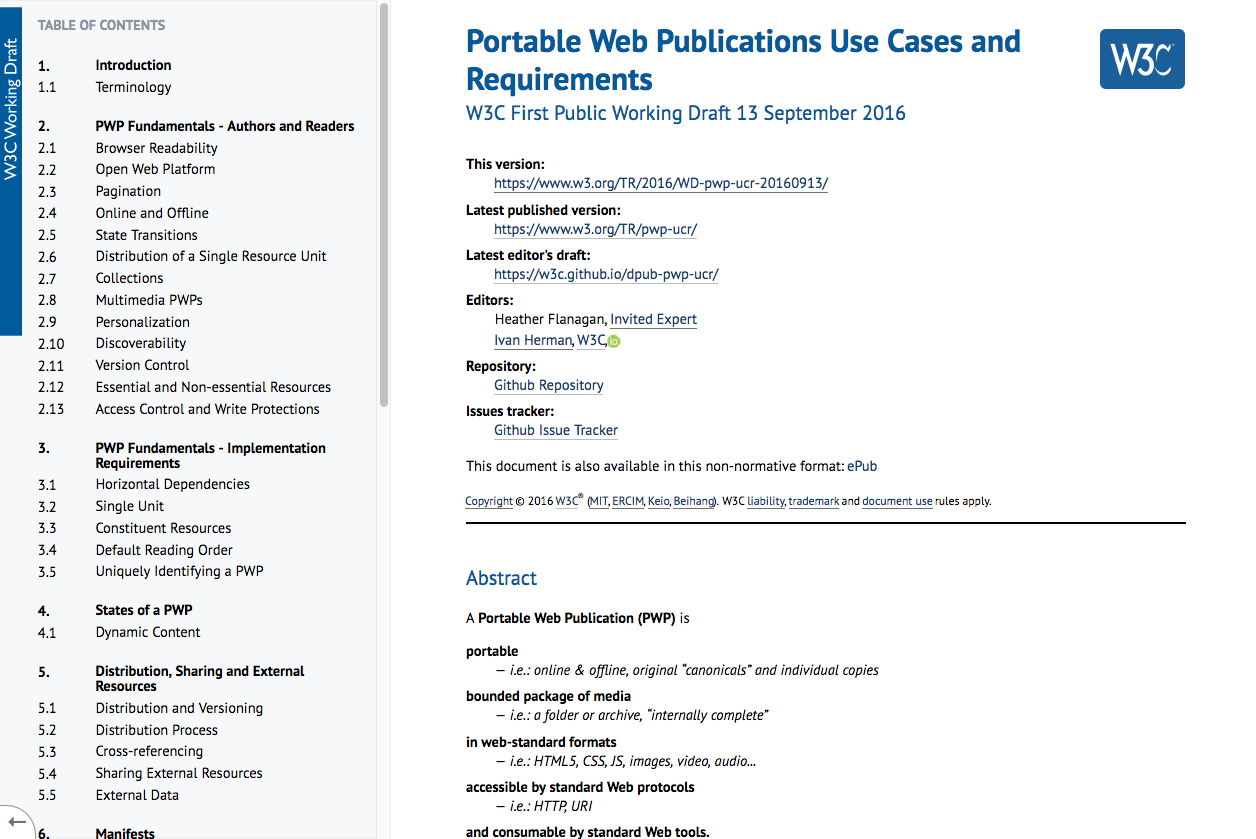 W3C Working Draft
TABLE OF CONTENTS
1. Introduction
1.1 Terminology
2. PWP Fundamentals - Authors and Readers
2.1 Browser Readability
2.2 Open Web Platform
2.3 Pagination
2.4 Online and Offline
2.5 State Transitions
2.6 Distribution of a Single Resource Unit
2.7 Collections
2.8 Multimedia PWPs
2.9 Personalization
2.10 Discoverability
2.11 Version Control
2.12 Essential and Non-essential Resources
2.13 Access Control and Write Protections
3. PWP Fundamentals - Implementation
Requirements
3.1 Horizontal Dependencies
3.2 Single Unit
3.3 Constituent Resources
3.4 Default Reading Order
3.5 Uniquely Identifying a PWP
4. States of a PWP
4.1 Dynamic Content
5. Distribution, Sharing and External
Resources
5.1 Distribution and Versioning
5.2 Distribution Process
5.3 Cross-referencing
5.4 Sharing External Resources
5.5 External Data
6. Manifests
←
Portable Web Publications Use Cases and
Requirements
W3C
W3C First Public Working Draft 13 September 2016
This version:
https://www.w3.org/TR/2016/WD-pwp-ucr-20160913/
Latest published version:
https://www.w3.org/TR/pwp-ucr/
Latest editor's draft:
https://w3c.github.io/dpub-pwp-ucr/
Editors:
Heather Flanagan, Invited Expert
Ivan Herman, W3C, iD
Repository:
Github Repository
Issues tracker:
Github Issue Tracker
This document is also available in this non-normative format: ePub
Copyright © 2016 W3C® (MIT, ERCIM, Keio, Beihang). W3C liability, trademark and document use rules apply.
Abstract
A Portable Web Publication (PWP) is
portable
— i.e.: online & offline, original “canonicals” and individual copies
bounded package of media
— i.e.: a folder or archive, “internally complete”
in web-standard formats
— i.e.: HTML5, CSS, JS, images, video, audio...
accessible by standard Web protocols
— i.e.: HTTP, URI
and consumable by standard Web tools.